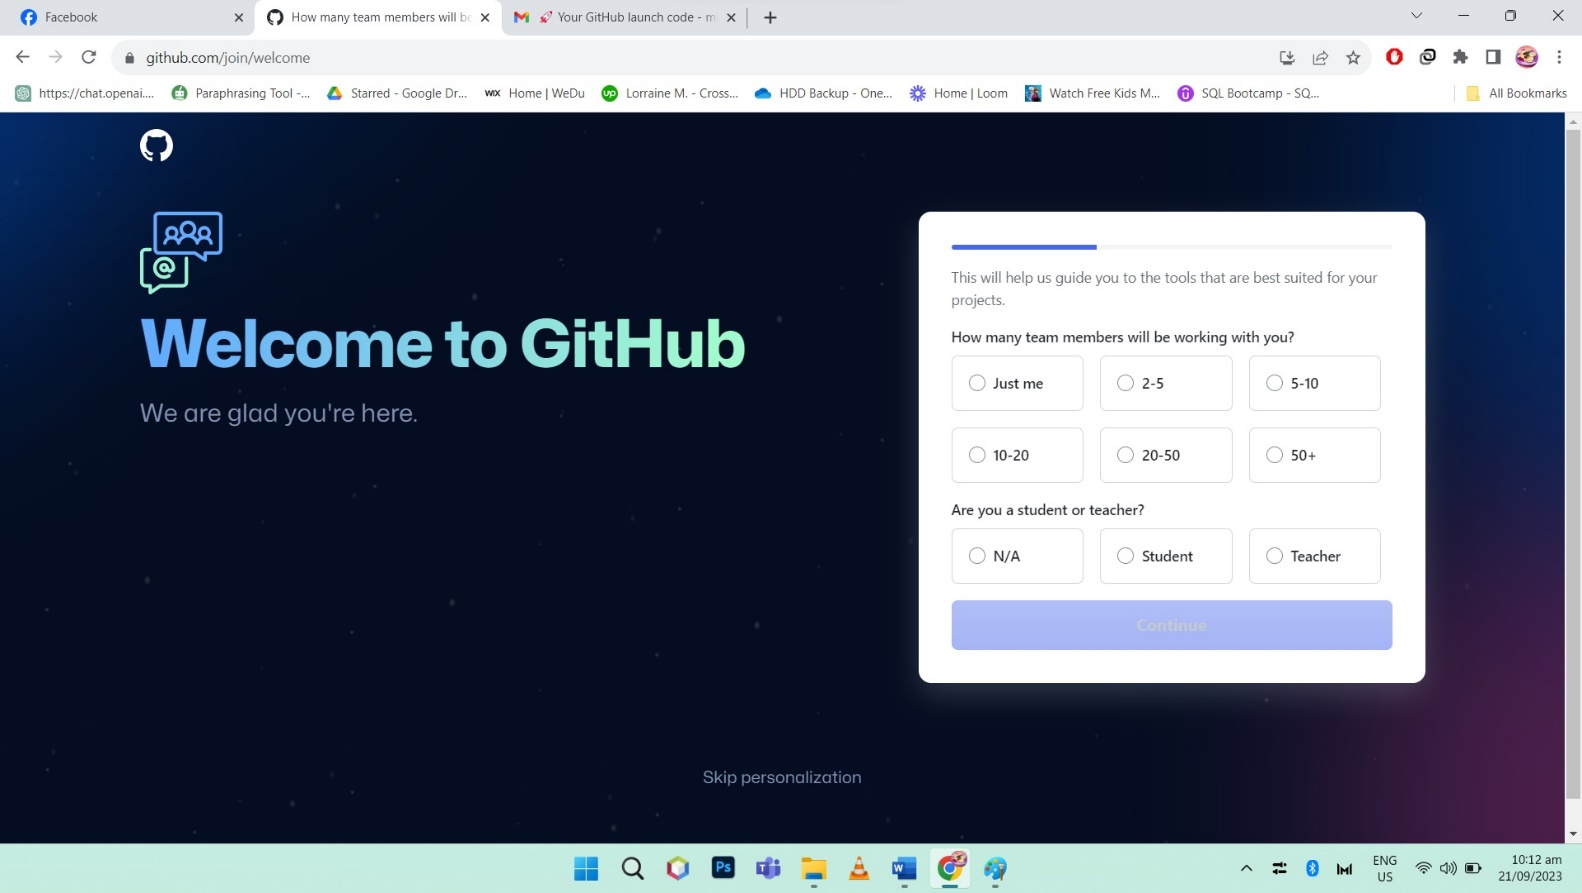 Facebook
How many team members will be
🚀 Your GitHub launch code - m
github.com/join/welcome
https://chat.openai....
Paraphrasing Tool -...
Starred - Google Dr...
WIX
Home | WeDu
up
Lorraine M. - Cross...
HDD Backup - One...
Home | Loom
Watch Free Kids M...
SQL Bootcamp - SQ...
All Bookmarks
@
Welcome to GitHub
We are glad you're here.
This will help us guide you to the tools that are best suited for your
projects.
How many team members will be working with you?
Just me
2-5
5-10
10-20
20-50
50+
Are you a student or teacher?
N/A
Student
Teacher
Continue
Skip personalization
Ps
W
ENG
US
10:12 am
21/09/2023